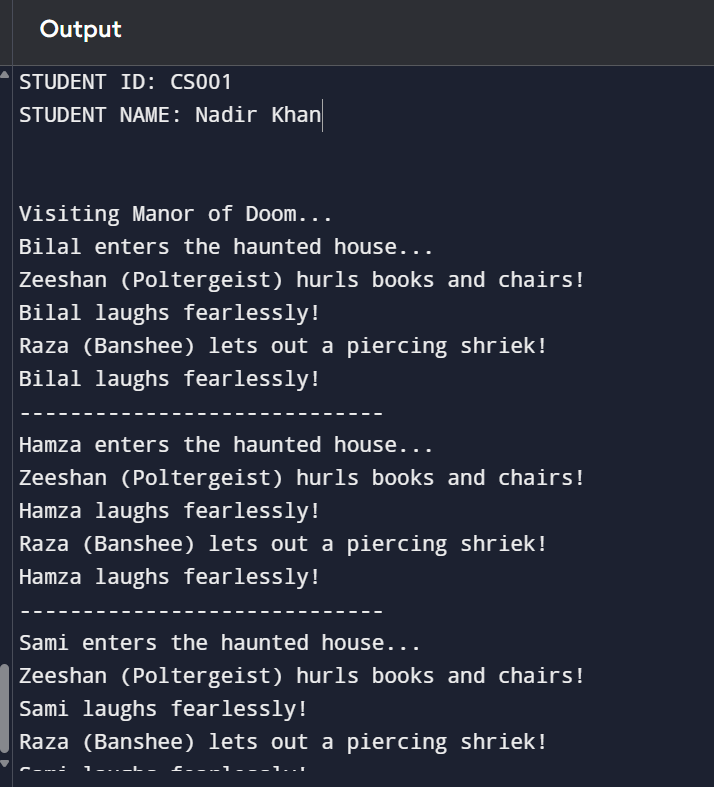 Output
STUDENT ID: CS001
STUDENT NAME: Nadir Khan
Visiting Manor of Doom...
Bilal enters the haunted house...
Zeeshan (Poltergeist) hurls books and chairs!
Bilal laughs fearlessly!
Raza (Banshee) lets out a piercing shriek!
Bilal laughs fearlessly!
-----------------------------
Hamza enters the haunted house...
Zeeshan (Poltergeist) hurls books and chairs!
Hamza laughs fearlessly!
Raza (Banshee) lets out a piercing shriek!
Hamza laughs fearlessly!
-----------------------------
Sami enters the haunted house...
Zeeshan (Poltergeist) hurls books and chairs!
Sami laughs fearlessly!
Raza (Banshee) lets out a piercing shriek!
Sami laughs fearlessly!